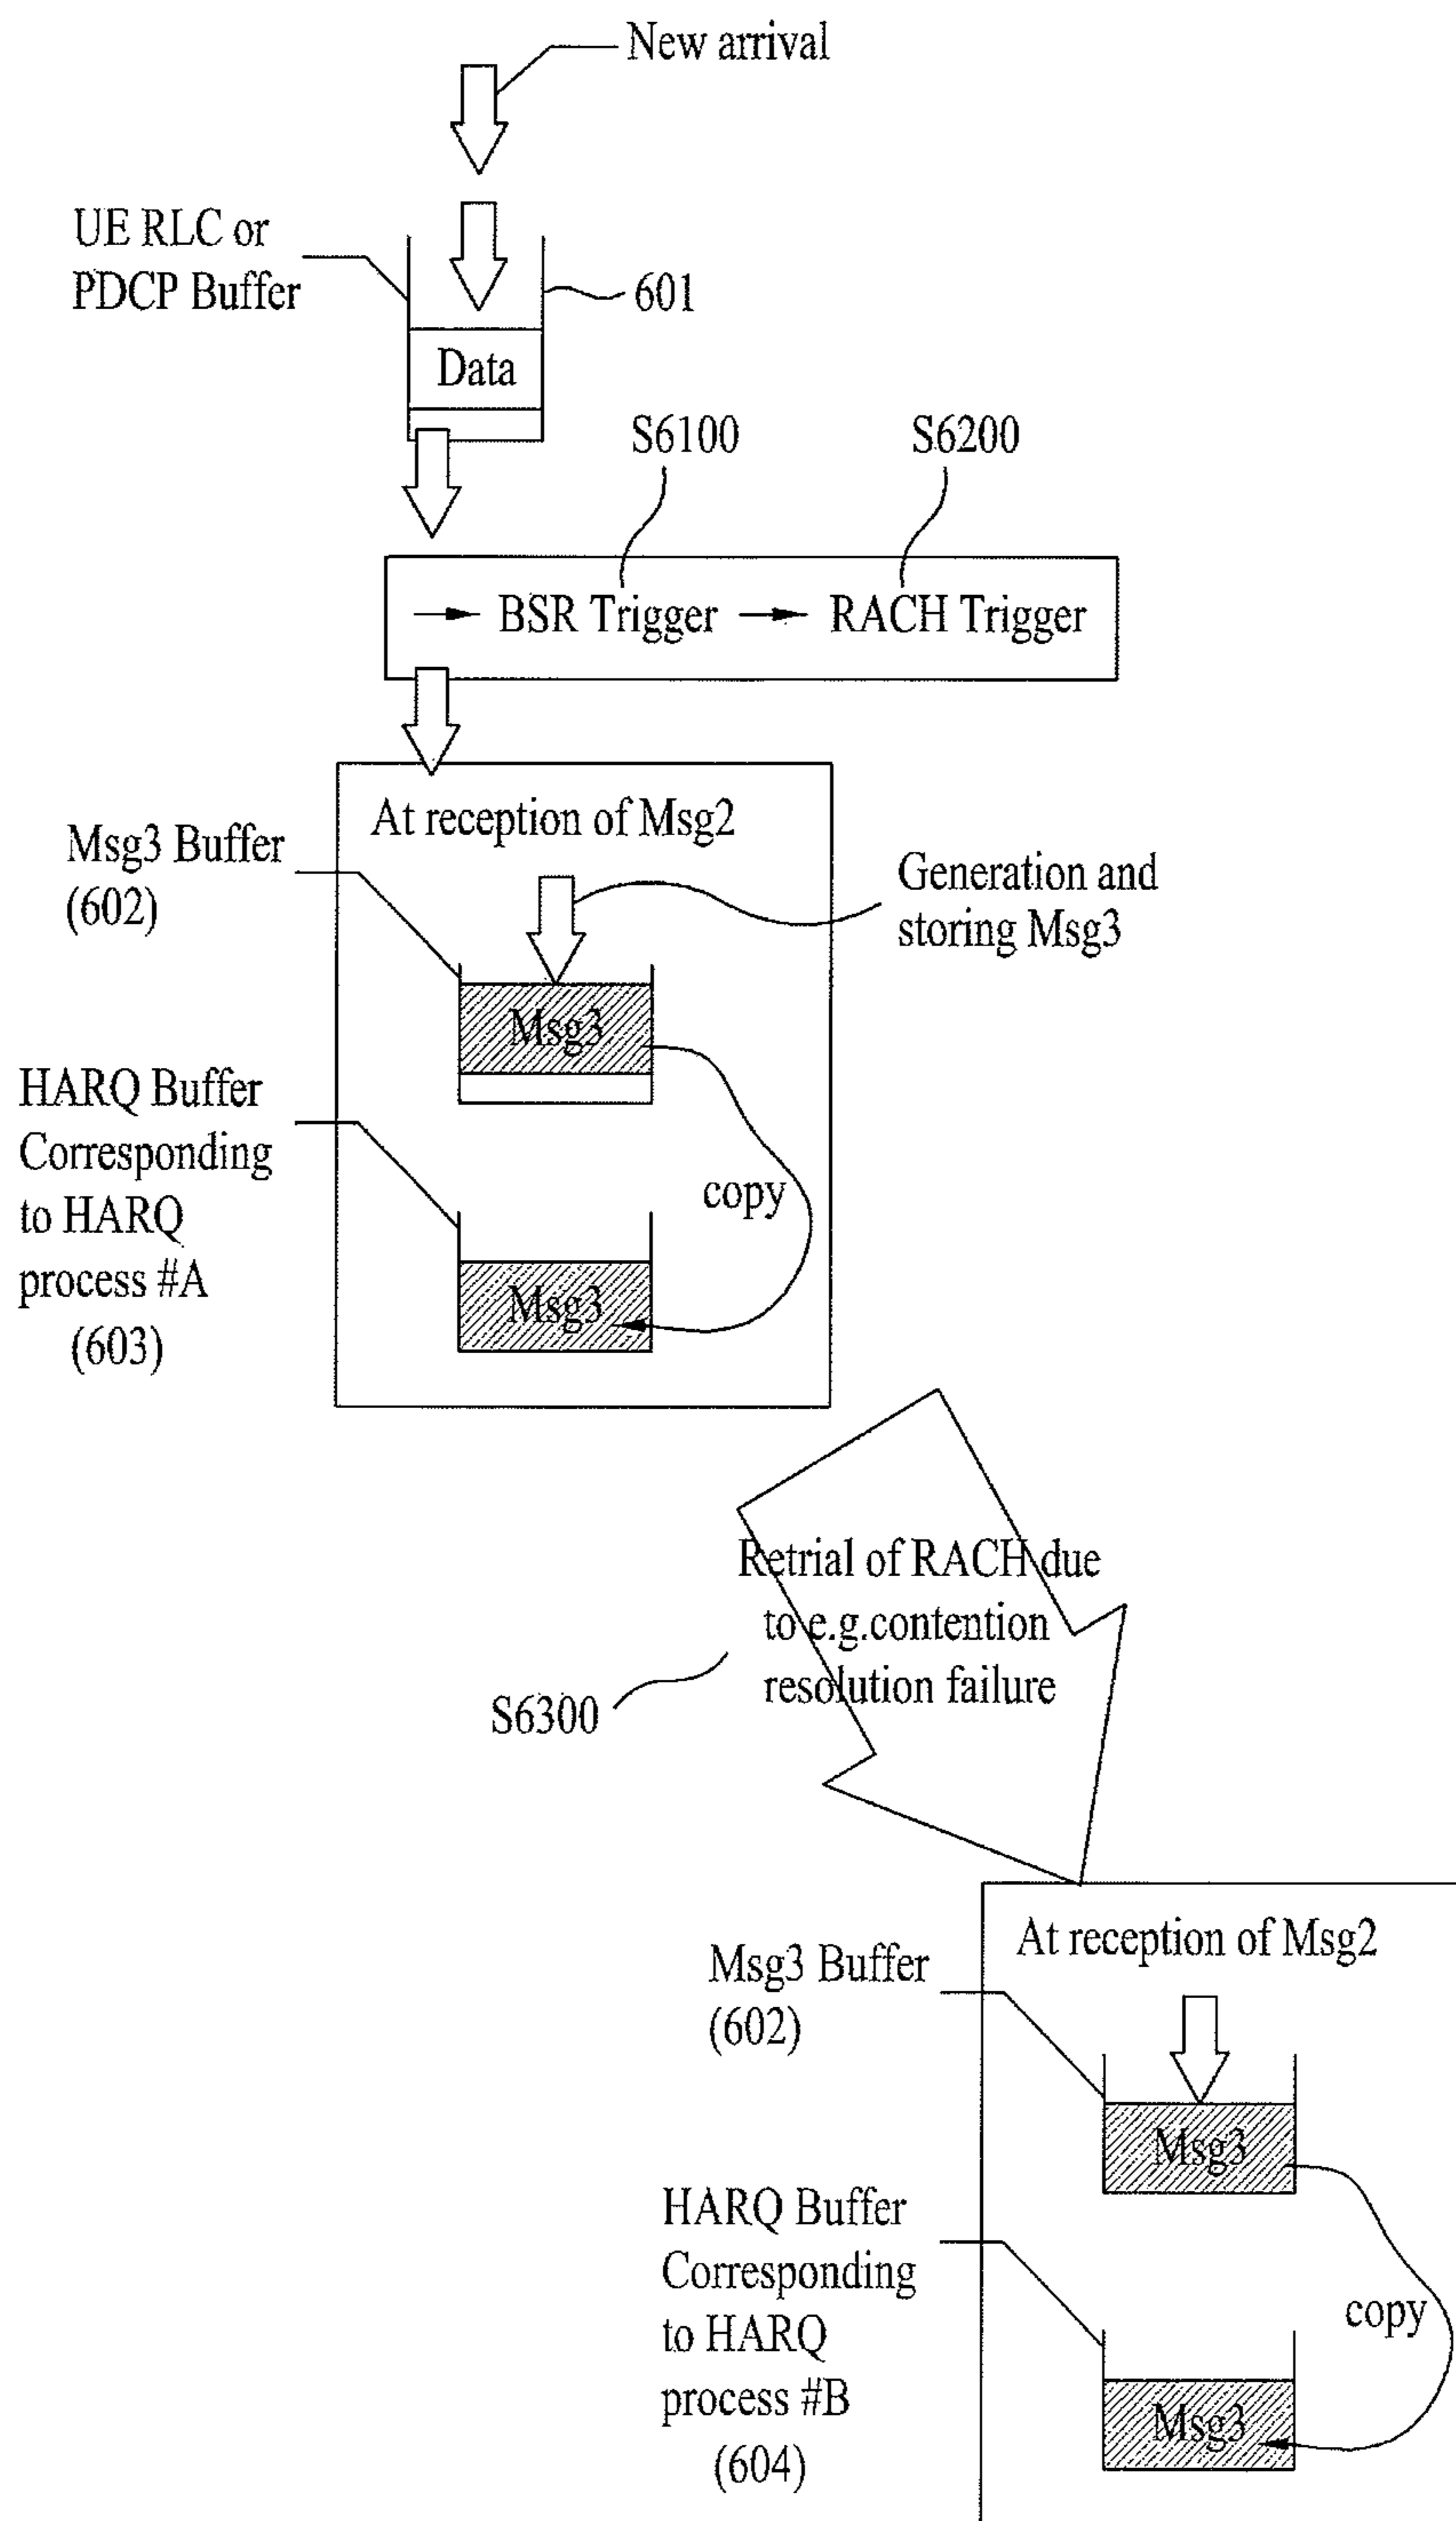 New arrival
UE RLC or
PDCP Buffer
601
Data
S6100
S6200
BSR Trigger
RACH Trigger
At reception of Msg2
Msg3 Buffer
(602)
Generation and
storing Msg3
Msg3
HARQ Buffer
Corresponding
to HARQ
process #A
(603)
copy
Msg3
Retrial of RACH due
to e.g.contention
resolution failure
S6300
At reception of Msg2
Msg3 Buffer
(602)
Msg3
HARQ Buffer
Corresponding
to HARQ
process #B
(604)
copy
Msg3